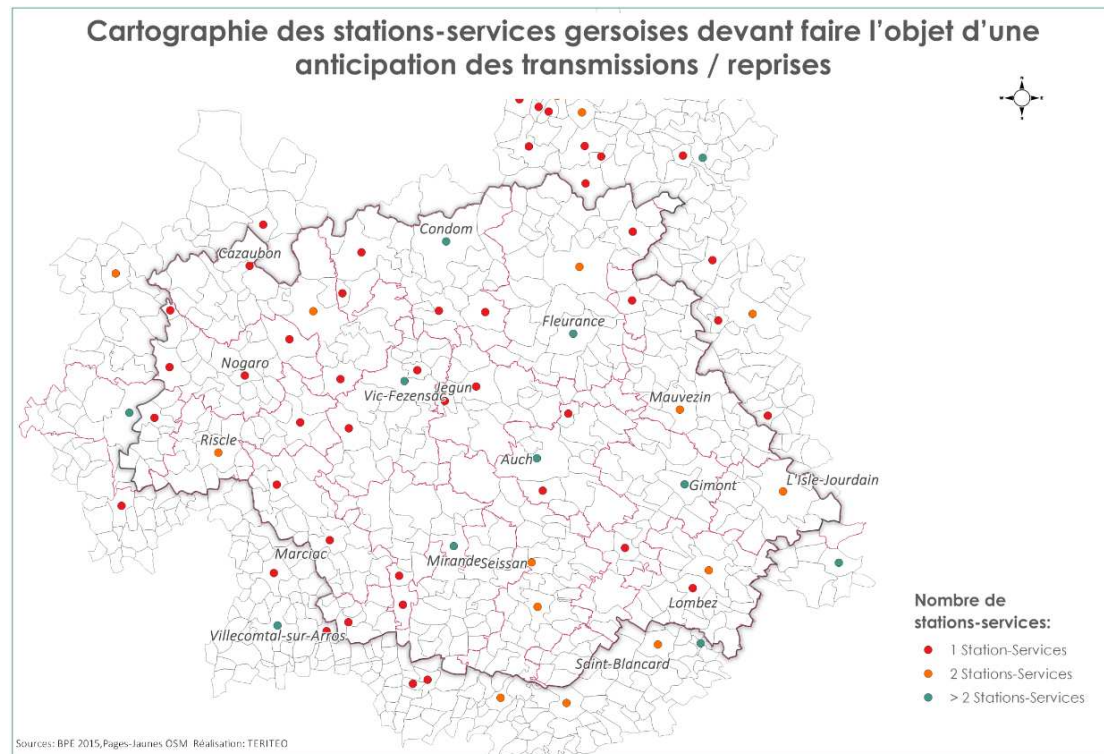 Cartographie des stations-services gersoises devant faire l'objet d'une
anticipation des transmissions / reprises
Condom
Cazaubon
Fleurance
Nogaro
Jegun
Vic-Fezensac
Mauvezin
Riscle
Auch
L'Isle-Jourdain
Gimont
Marciac
Mirande
Seissan
Lombez
Villecomtal-sur-Arros
Saint-Blancard
Nombre de
stations-services:
1 Station-Services
2 Stations-Services
> 2 Stations-Services
Sources: BPE 2015,Pages-Jaunes OSM Réalisation: TERITEO